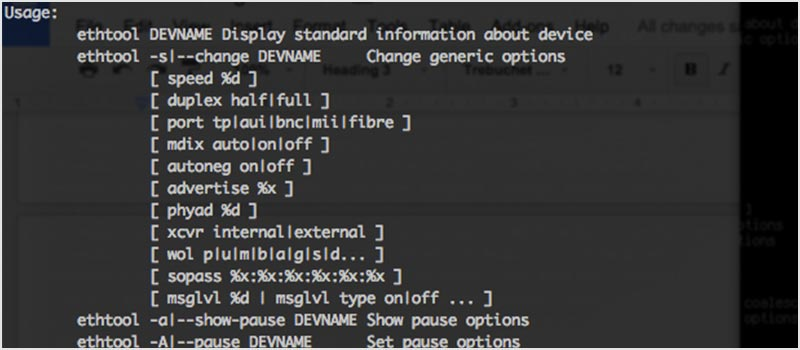 Usage:
ethtool DEVNAME Display standard information about device
ethtool -s|--change DEVNAME Change generic options
[ speed %d ]
[ duplex half|full ]
[ port tp|aui|bnc|mii|fibre ]
[ mdix auto|on|off ]
[ autoneg on|off ]
[ advertise %x ]
[ phyad %d ]
[ xcvr internal|external ]
[ wol p|u|m|b|a|g|s|d... ]
[ sopass %x:%x:%x:%x:%x:%x ]
[ msglvl %d | msglvl type on|off ... ]
ethtool -a|--show-pause DEVNAME Show pause options
ethtool -A|--pause DEVNAME Set pause options